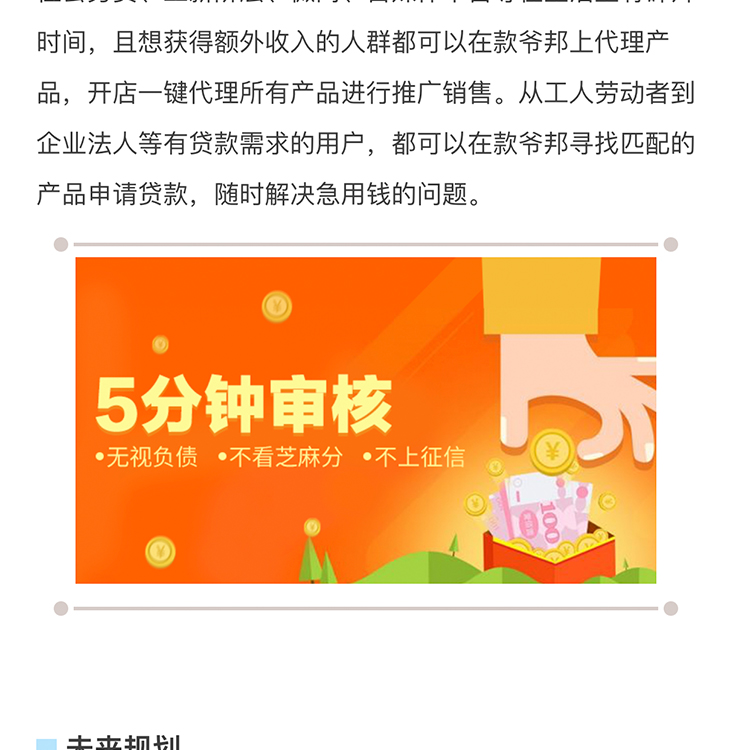 时间，且想获得额外收入的人群都可以在款爷邦上代理产
品，开店一键代理所有产品进行推广销售。从工人劳动者到
企业法人等有贷款需求的用户，都可以在款爷邦寻找匹配的
产品申请贷款，随时解决急用钱的问题。
5分钟审核
•无视负债 •不看芝麻分 •不上征信
100
未来规划